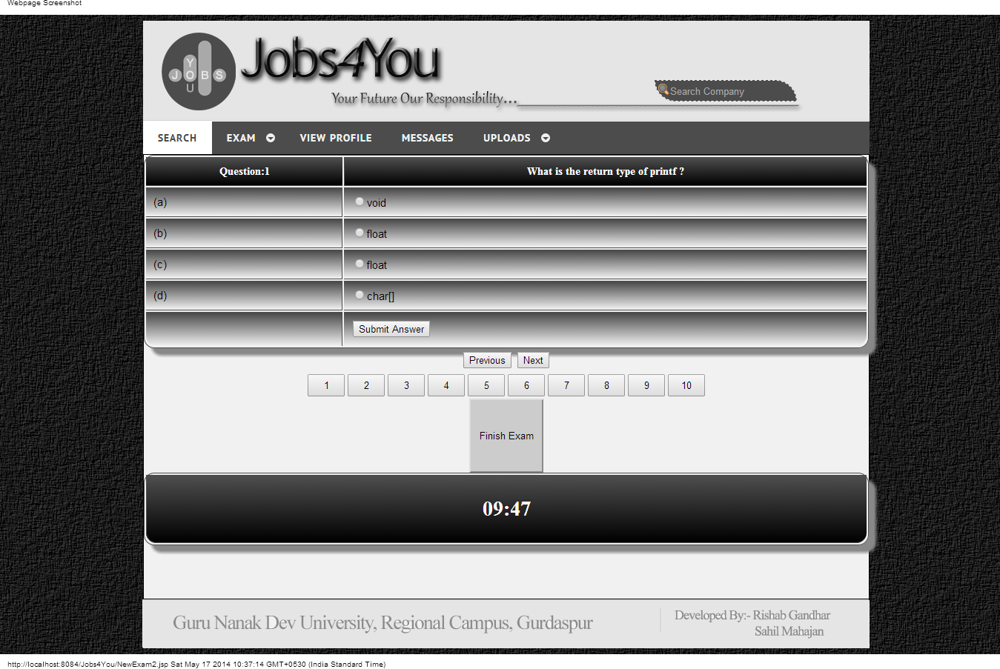 Webpage Screenshot
J O B S
Y O U
Jobs4You
Your Future Our Responsibility...
Search Company
SEARCH EXAM VIEW PROFILE MESSAGES UPLOADS
Question:1 What is the return type of printf ?
(a) void
(b) float
(c) float
(d) char[]
Submit Answer
Previous Next
1 2 3 4 5 6 7 8 9 10
Finish Exam
09:47
Guru Nanak Dev University, Regional Campus, Gurdaspur
Developed By:- Rishab Gandhar
Sahil Mahajan
http://localhost:8084/Jobs4You/NewExam2.jsp Sat May 17 2014 10:37:14 GMT+0530 (India Standard Time)